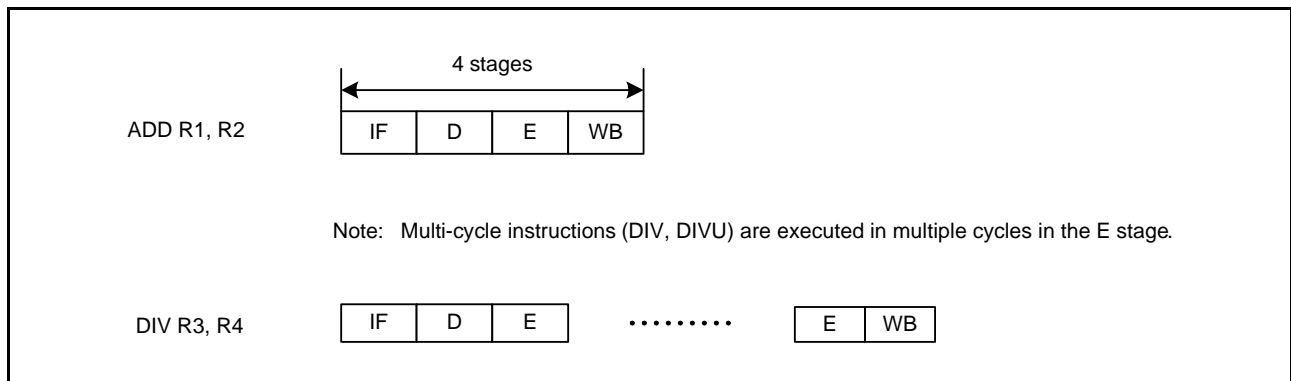 4 stages
ADD R1, R2 IF D E WB
Note: Multi-cycle instructions (DIV, DIVU) are executed in multiple cycles in the E stage.
DIV R3, R4 IF D E ········· E WB